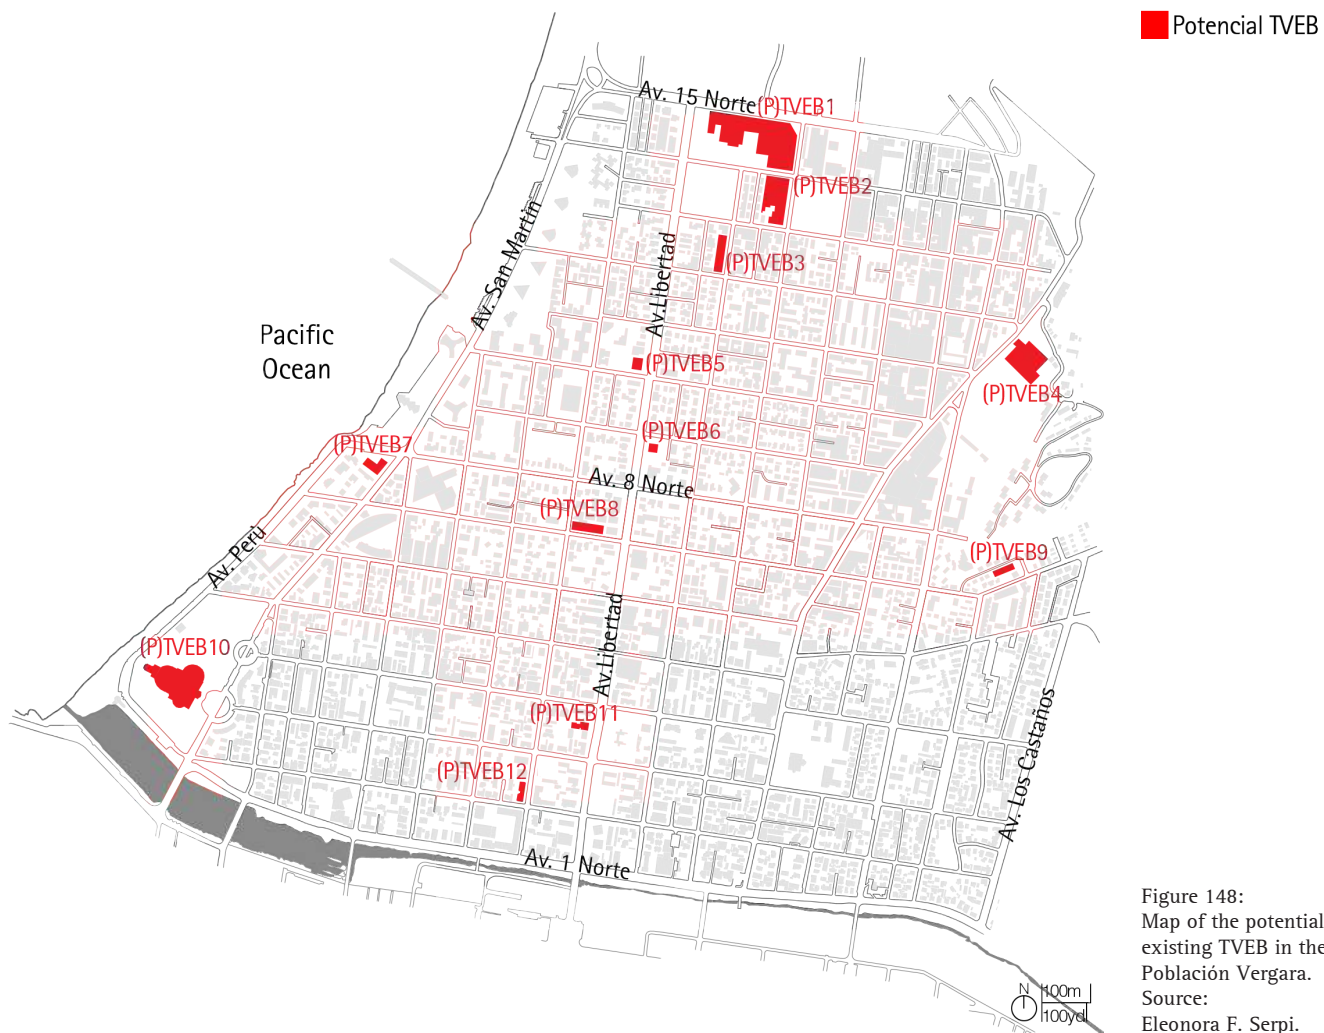 Potencial TVEB
Av. 15 Norte
(P)TVEB1
(P)TVEB2
Av. San Martín
Av.Libertad
(P)TVEB3
Pacific
Ocean
(P)TVEB5
(P)TVEB4
(P)TVEB6
(P)TVEB7
Av. 8 Norte
(P)TVEB8
Av. Perù
(P)TVEB9
Av.Libertad
(P)TVEB10
(P)TVEB11
Av. Los Castaños
(P)TVEB12
Av. 1 Norte
Figure 148:
Map of the potential
existing TVEB in the
Población Vergara.
Source:
Eleonora F. Serpi.
N
100m
100yd